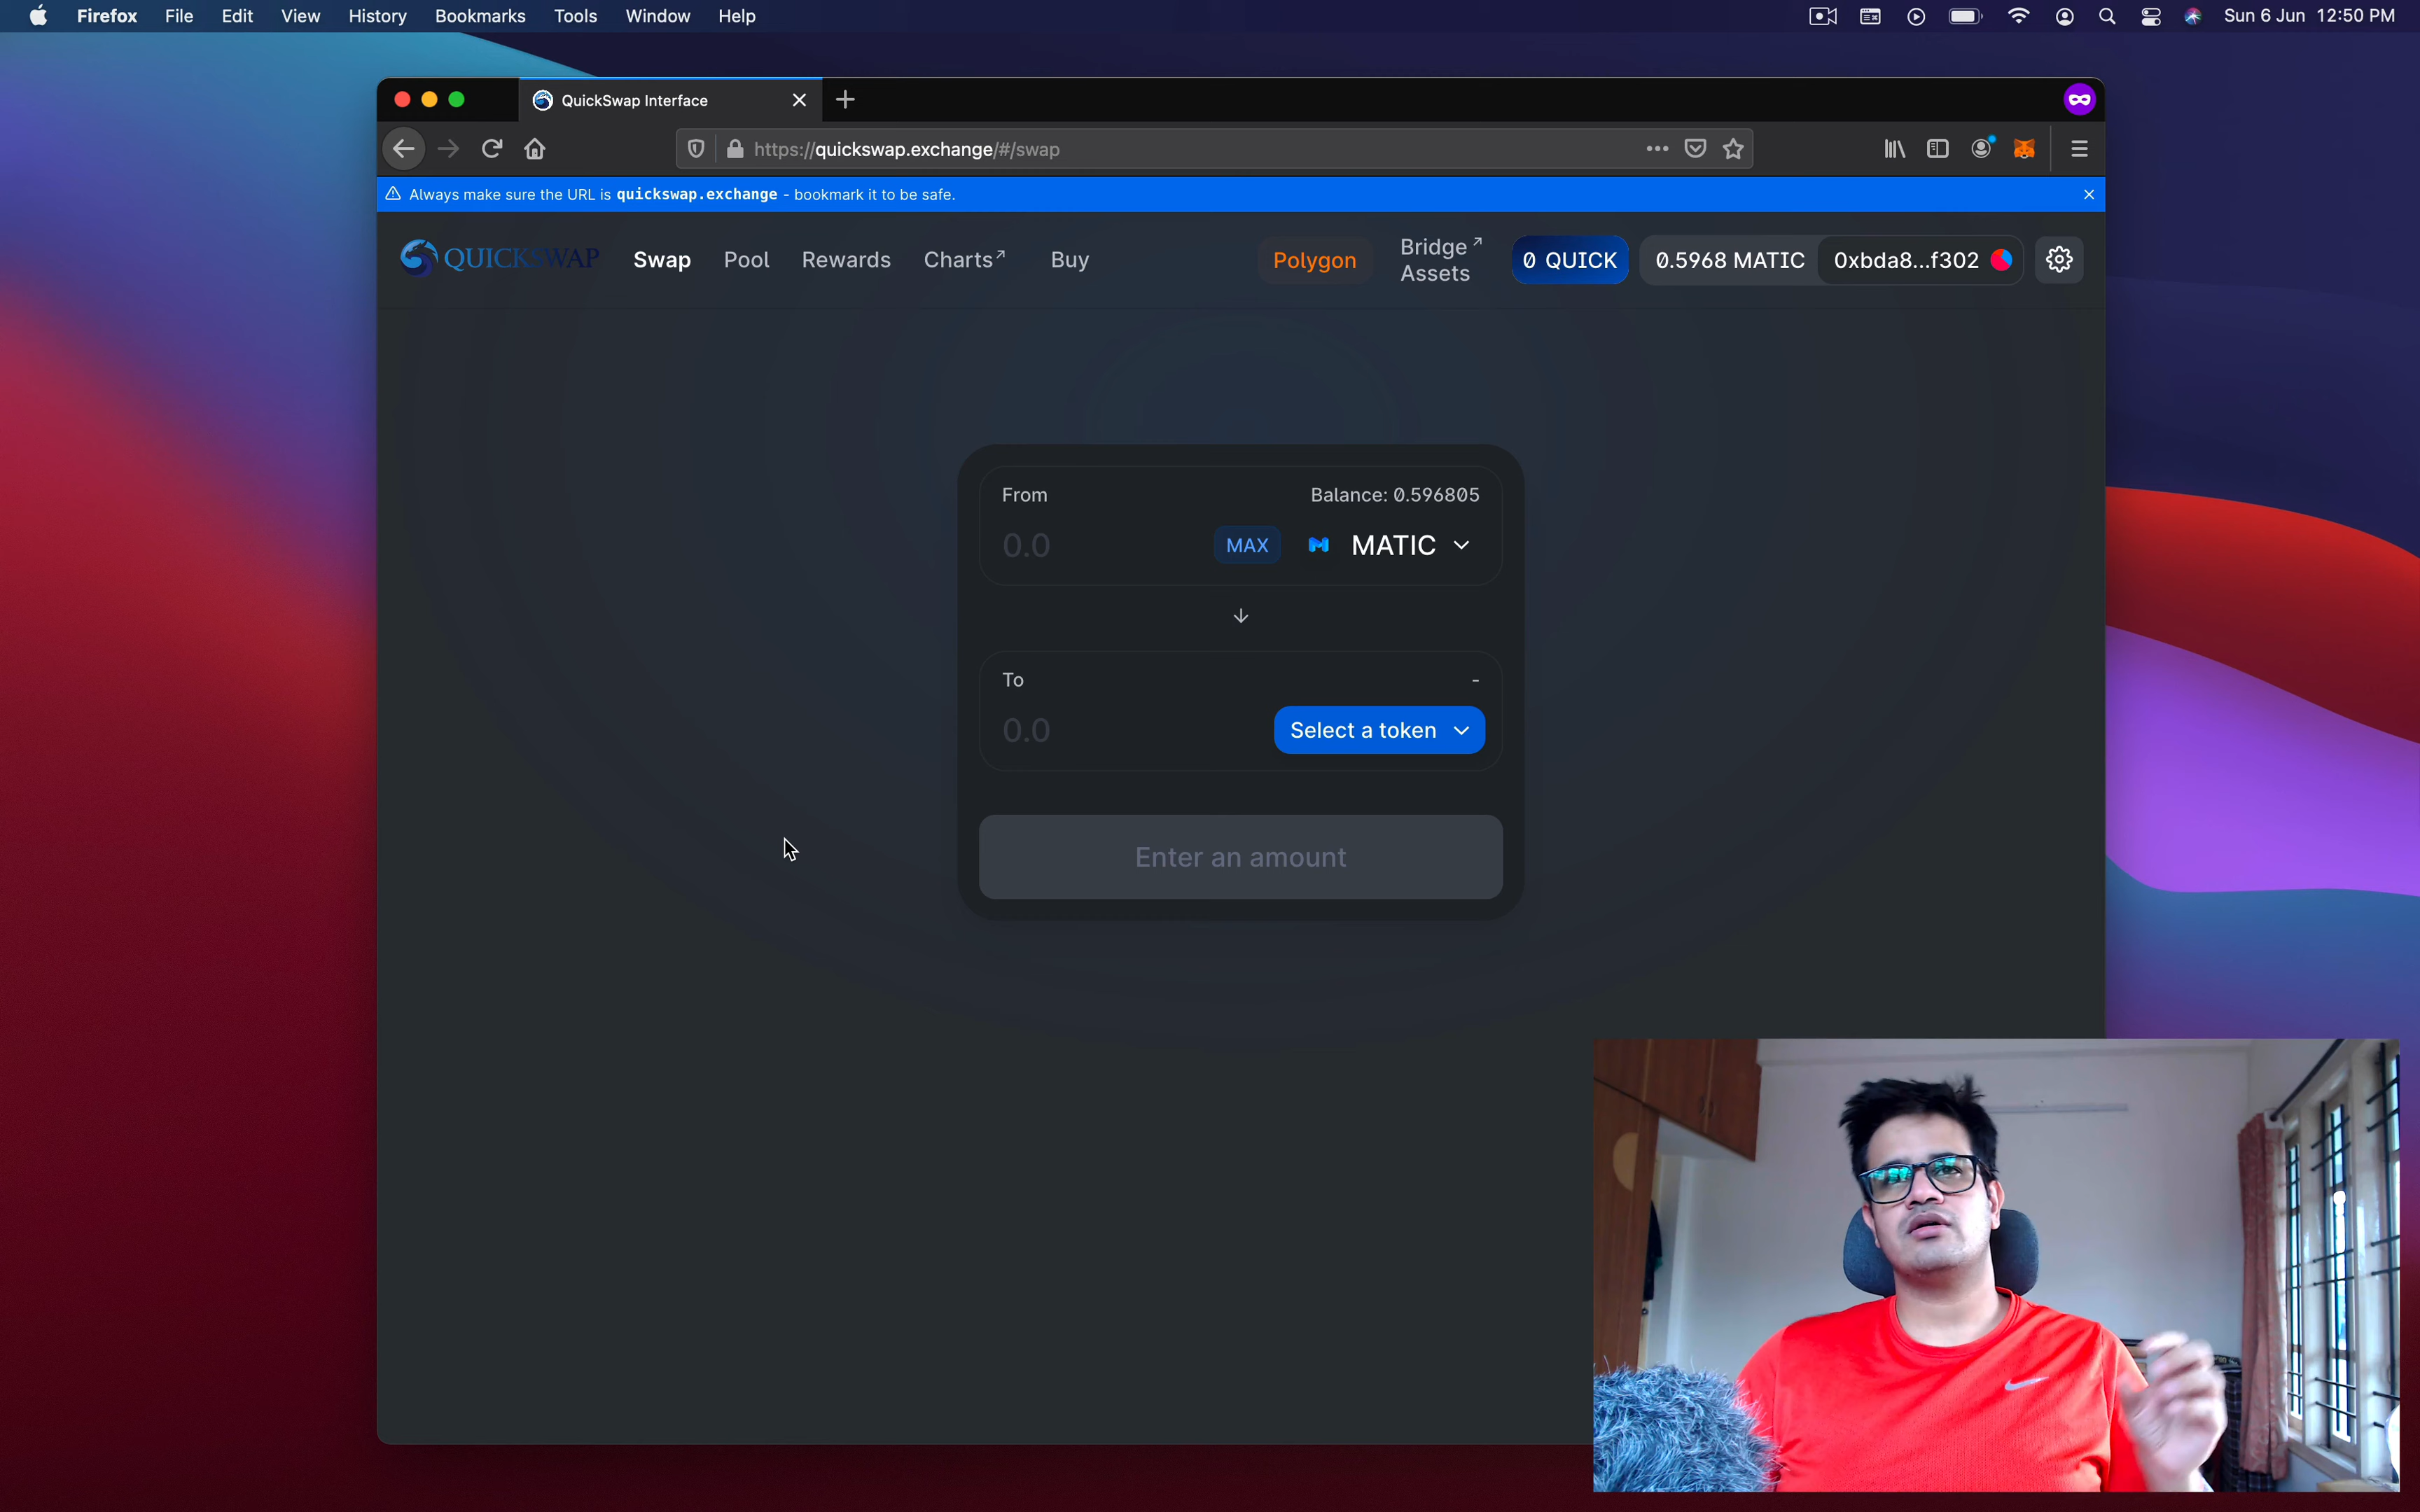 Firefox File Edit View History Bookmarks Tools Window Help Sun 6 Jun 12:50 PM
QuickSwap Interface
https://quickswap.exchange/#/swap
Always make sure the URL is quickswap.exchange - bookmark it to be safe.
QUICKSWAP Swap Pool Rewards Charts↗ Buy Polygon Bridge↗ Assets 0 QUICK 0.5968 MATIC 0xbda8...f302
From Balance: 0.596805
0.0 MAX MATIC
To -
0.0 Select a token
Enter an amount